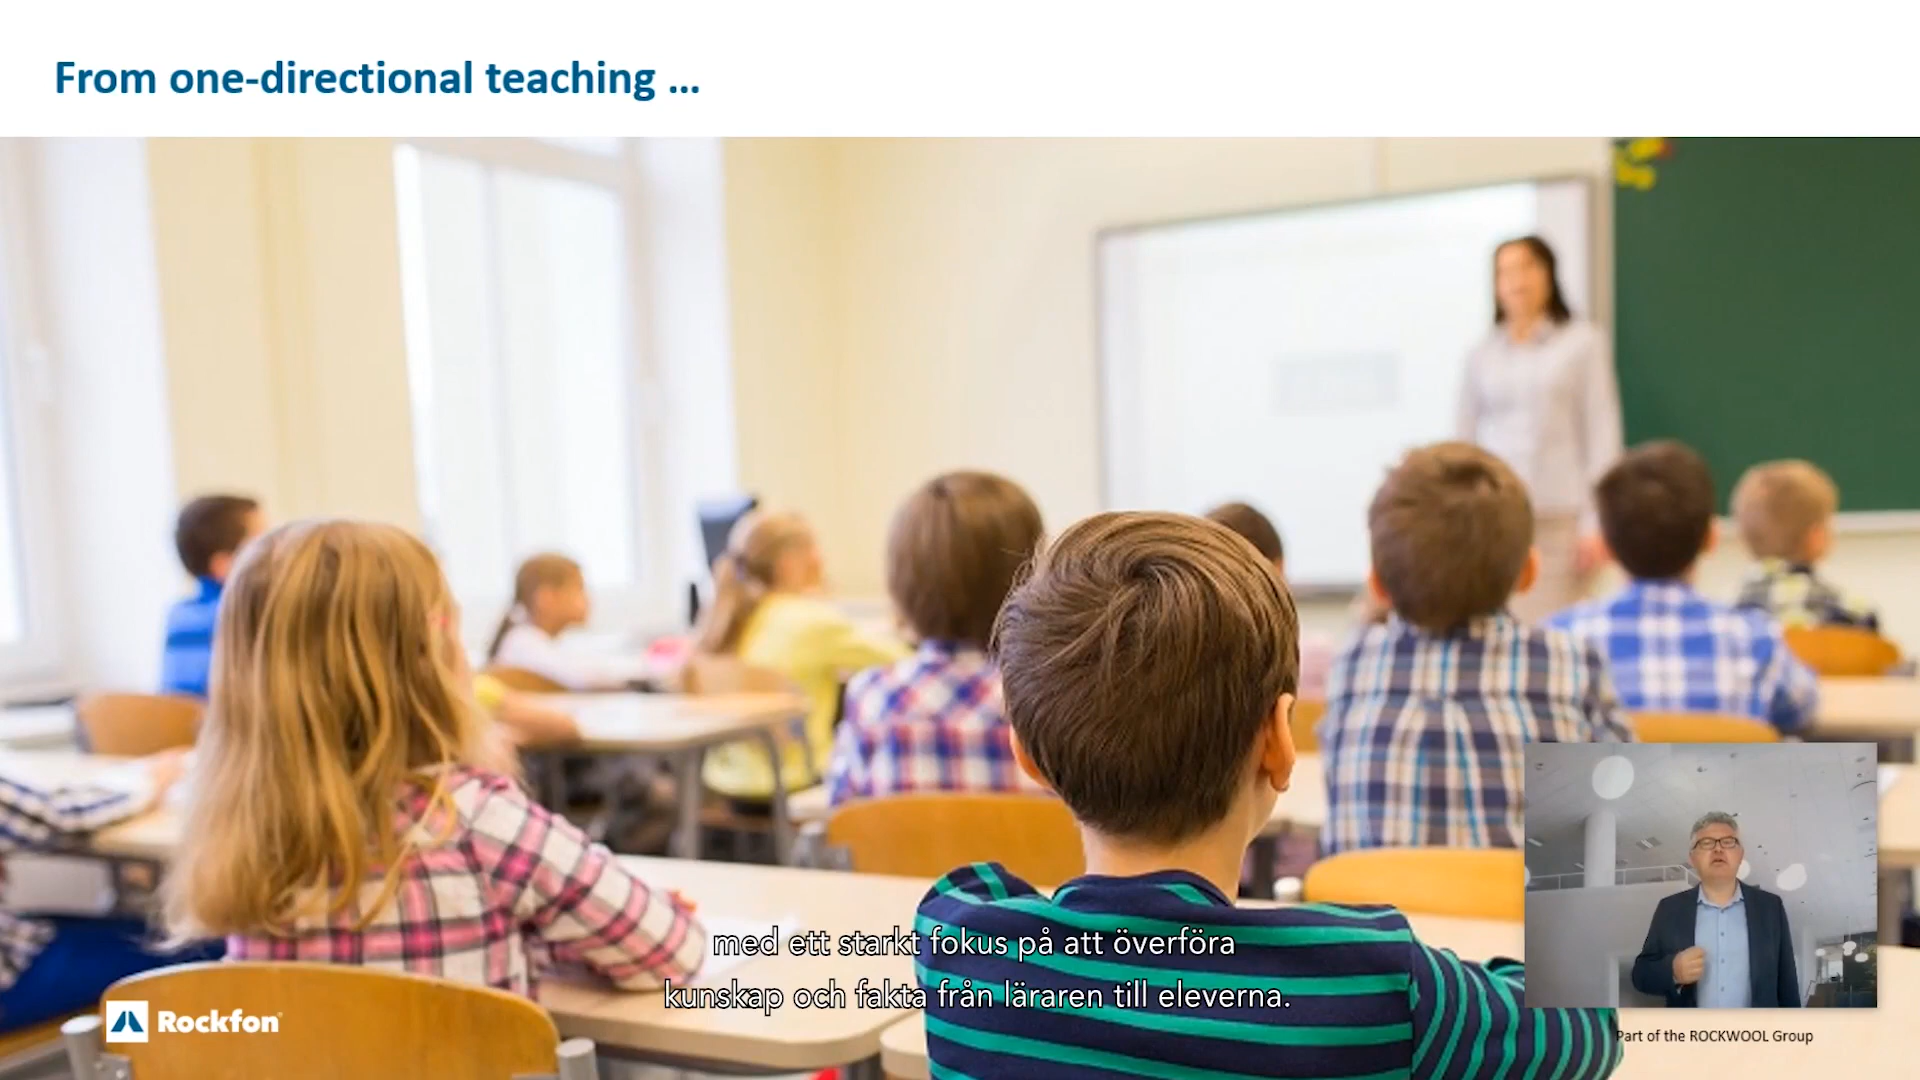 From one-directional teaching ...
med ett starkt fokus på att överföra
kunskap och fakta från läraren till eleverna.
Rockfon
Part of the ROCKWOOL Group